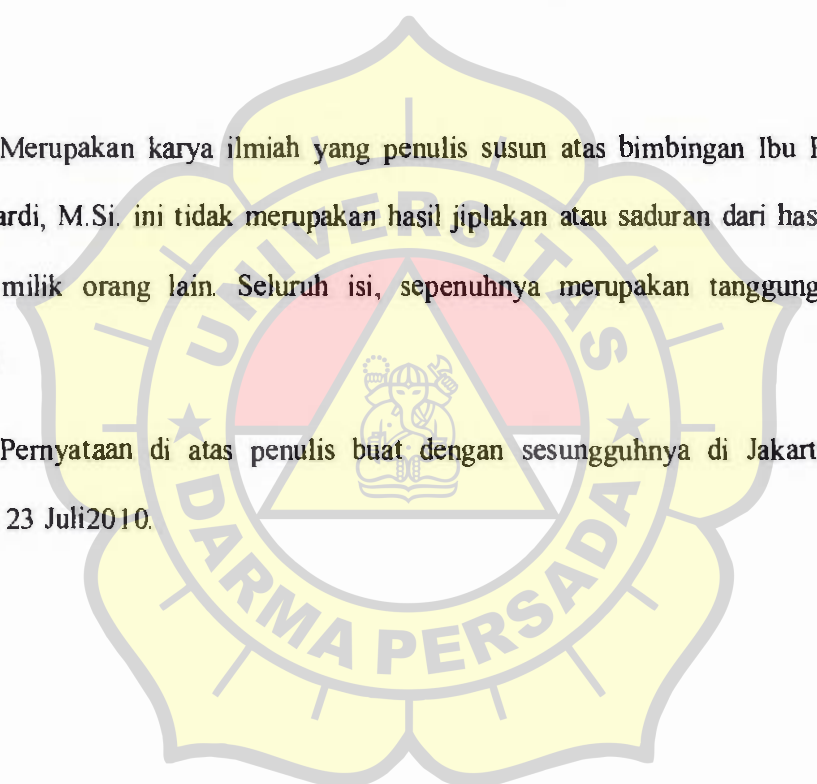 Merupakan karya ilmiah yang penulis susun atas bimbingan Ibu
ardi, M.Si. ini tidak merupakan hasil jiplakan atau saduran dari has
milik orang lain. Seluruh isi, sepenuhnya merupakan tanggung
Pernyataan di atas penulis buat dengan sesungguhnya di Jakart
23 Juli2010.
UNIVERSITAS
DARMA PERSADA